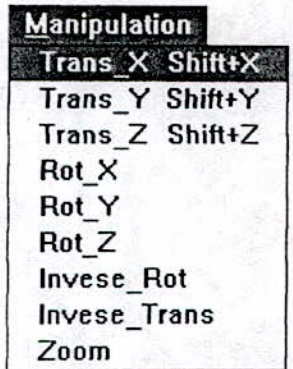 Manipulation
Trans_X Shift+X
Trans_Y Shift+Y
Trans_Z Shift+Z
Rot_X
Rot_Y
Rot_Z
Invese_Rot
Invese_Trans
Zoom